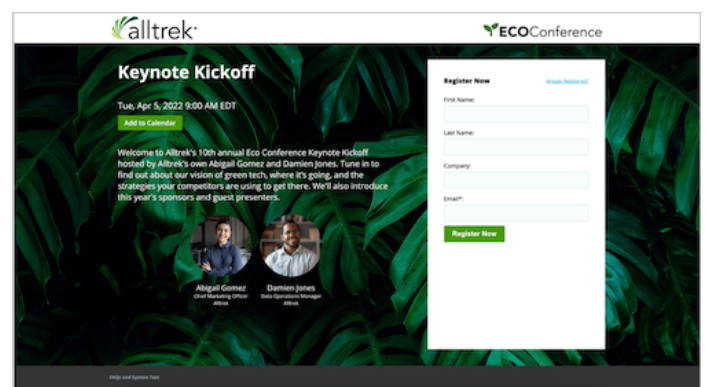 alltrek
ECOConference
Keynote Kickoff
Tue, Apr 5, 2022 9:00 AM EDT
Add to Calendar
Welcome to Alltrek's 10th annual Eco Conference Keynote Kickoff
hosted by Alltrek's own Abigail Gomez and Damien Jones. Tune in to
find out about our vision of green tech, where it's going, and the
strategies your competitors are using to get there. We'll also introduce
this year's sponsors and guest presenters.
Abigail Gomez
Chief Marketing Officer
Alltrek
Damien Jones
Data Operations Manager
Alltrek
Register Now
Already Registered?
First Name:
Last Name:
Company:
Email*:
Register Now
FAQs and System Test